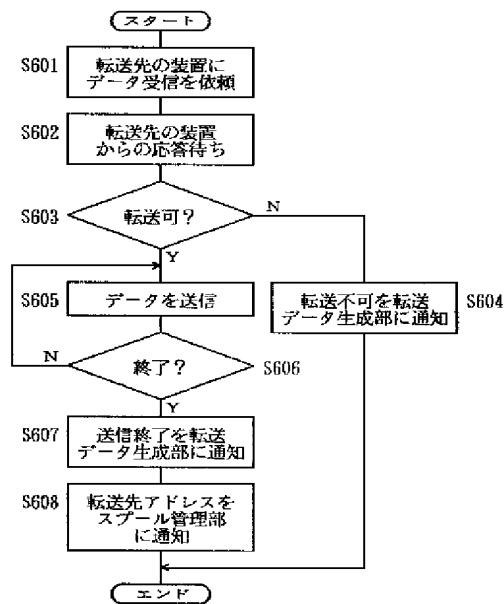 スタート
S601
転送先の装置に
データ受信を依頼
S602
転送先の装置
からの応答待ち
S603
転送可?
N
Y
S605
データを送信
転送不可を転送
データ生成部に通知
S604
N
終了?
S606
Y
S607
送信終了を転送
データ生成部に通知
S608
転送先アドレスを
スプール管理部
に通知
エンド